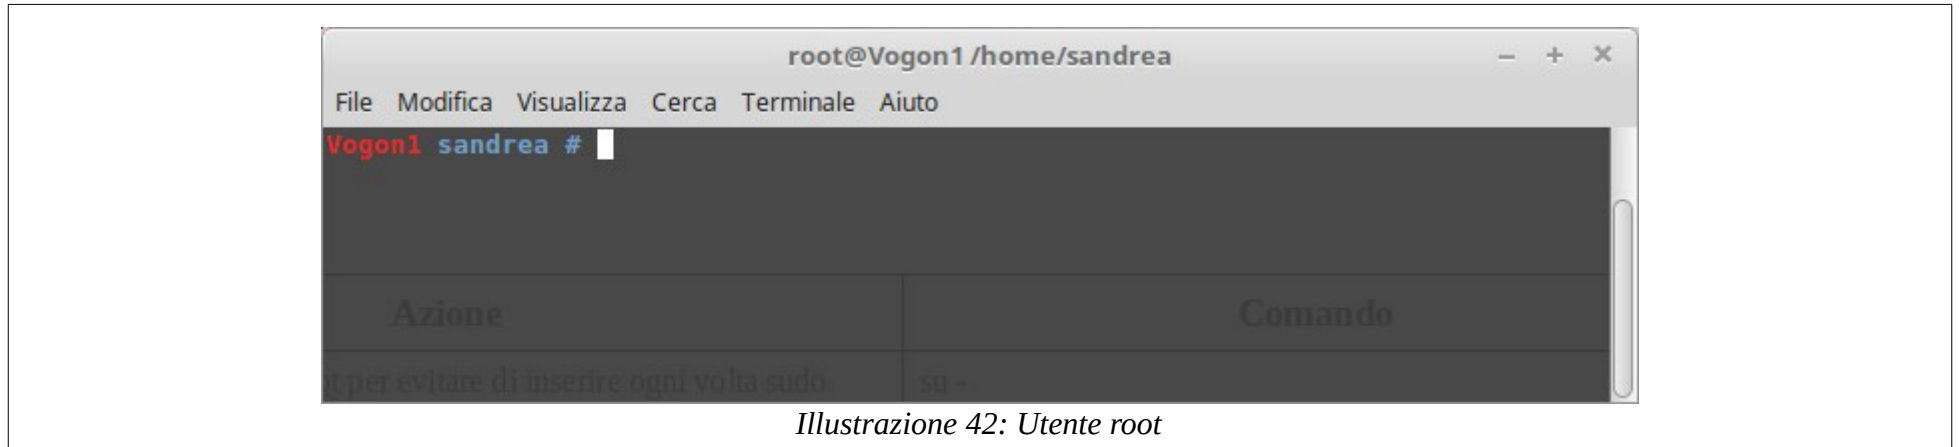 root@Vogon1 /home/sandrea
File Modifica Visualizza Cerca Terminale Aiuto
Vogon1 sandrea #
Azione Comando
per evitare di inserire ogni volta sudo su -
Illustrazione 42: Utente root